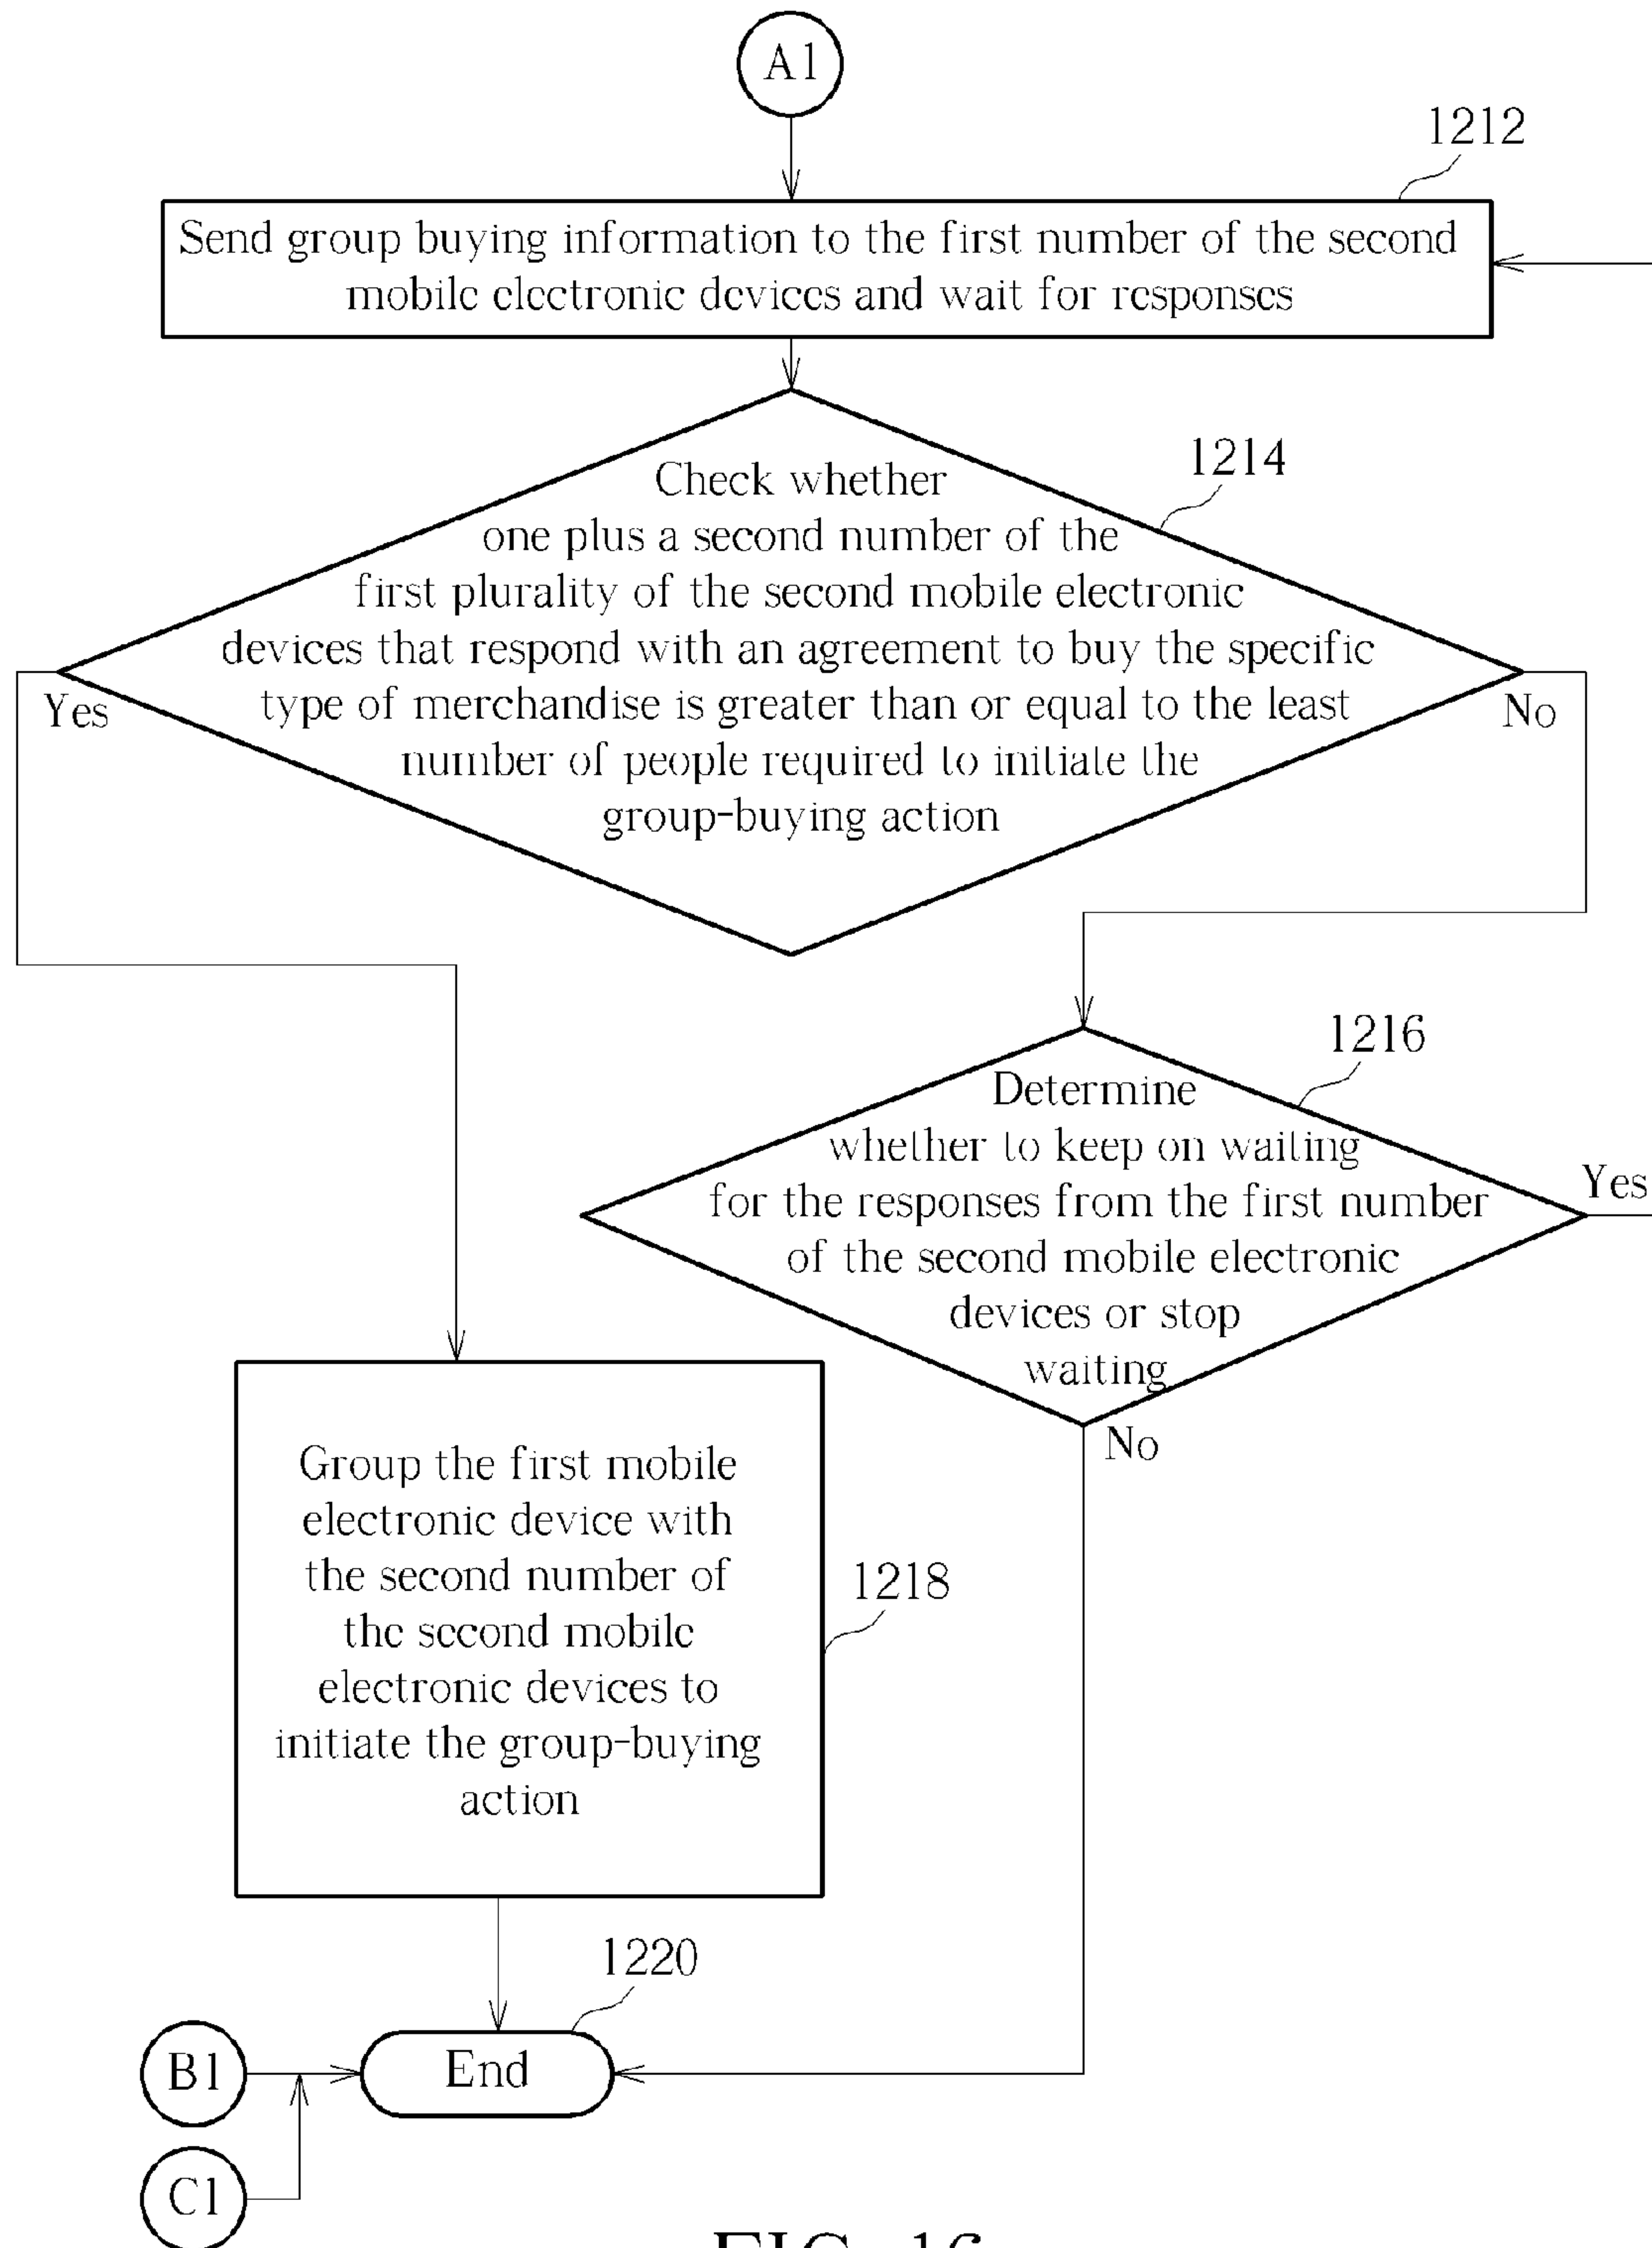 A1
1212
Send group buying information to the first number of the second
mobile electronic devices and wait for responses
1214
Check whether
one plus a second number of the
first plurality of the second mobile electronic
devices that respond with an agreement to buy the specific
type of merchandise is greater than or equal to the least
number of people required to initiate the
group-buying action
Yes
No
1216
Determine
whether to keep on waiting
for the responses from the first number
of the second mobile electronic
devices or stop
waiting
Yes
No
Group the first mobile
electronic device with
the second number of
the second mobile
electronic devices to
initiate the group-buying
action
1218
1220
B1
End
C1
FIG. 16